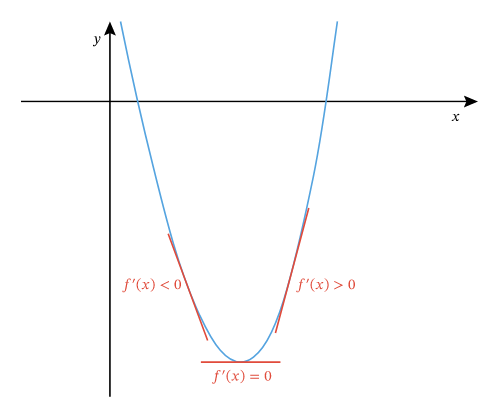 y
x
f′(x) < 0
f′(x) > 0
f′(x) = 0